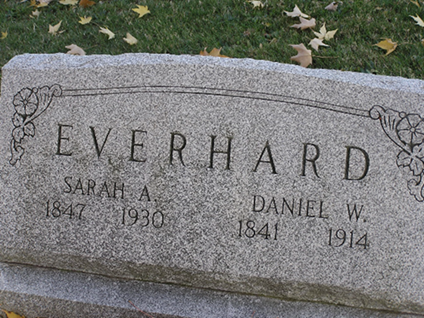 EVERHARD
SARAH A. DANIEL W.
1847 1930 1841 1914